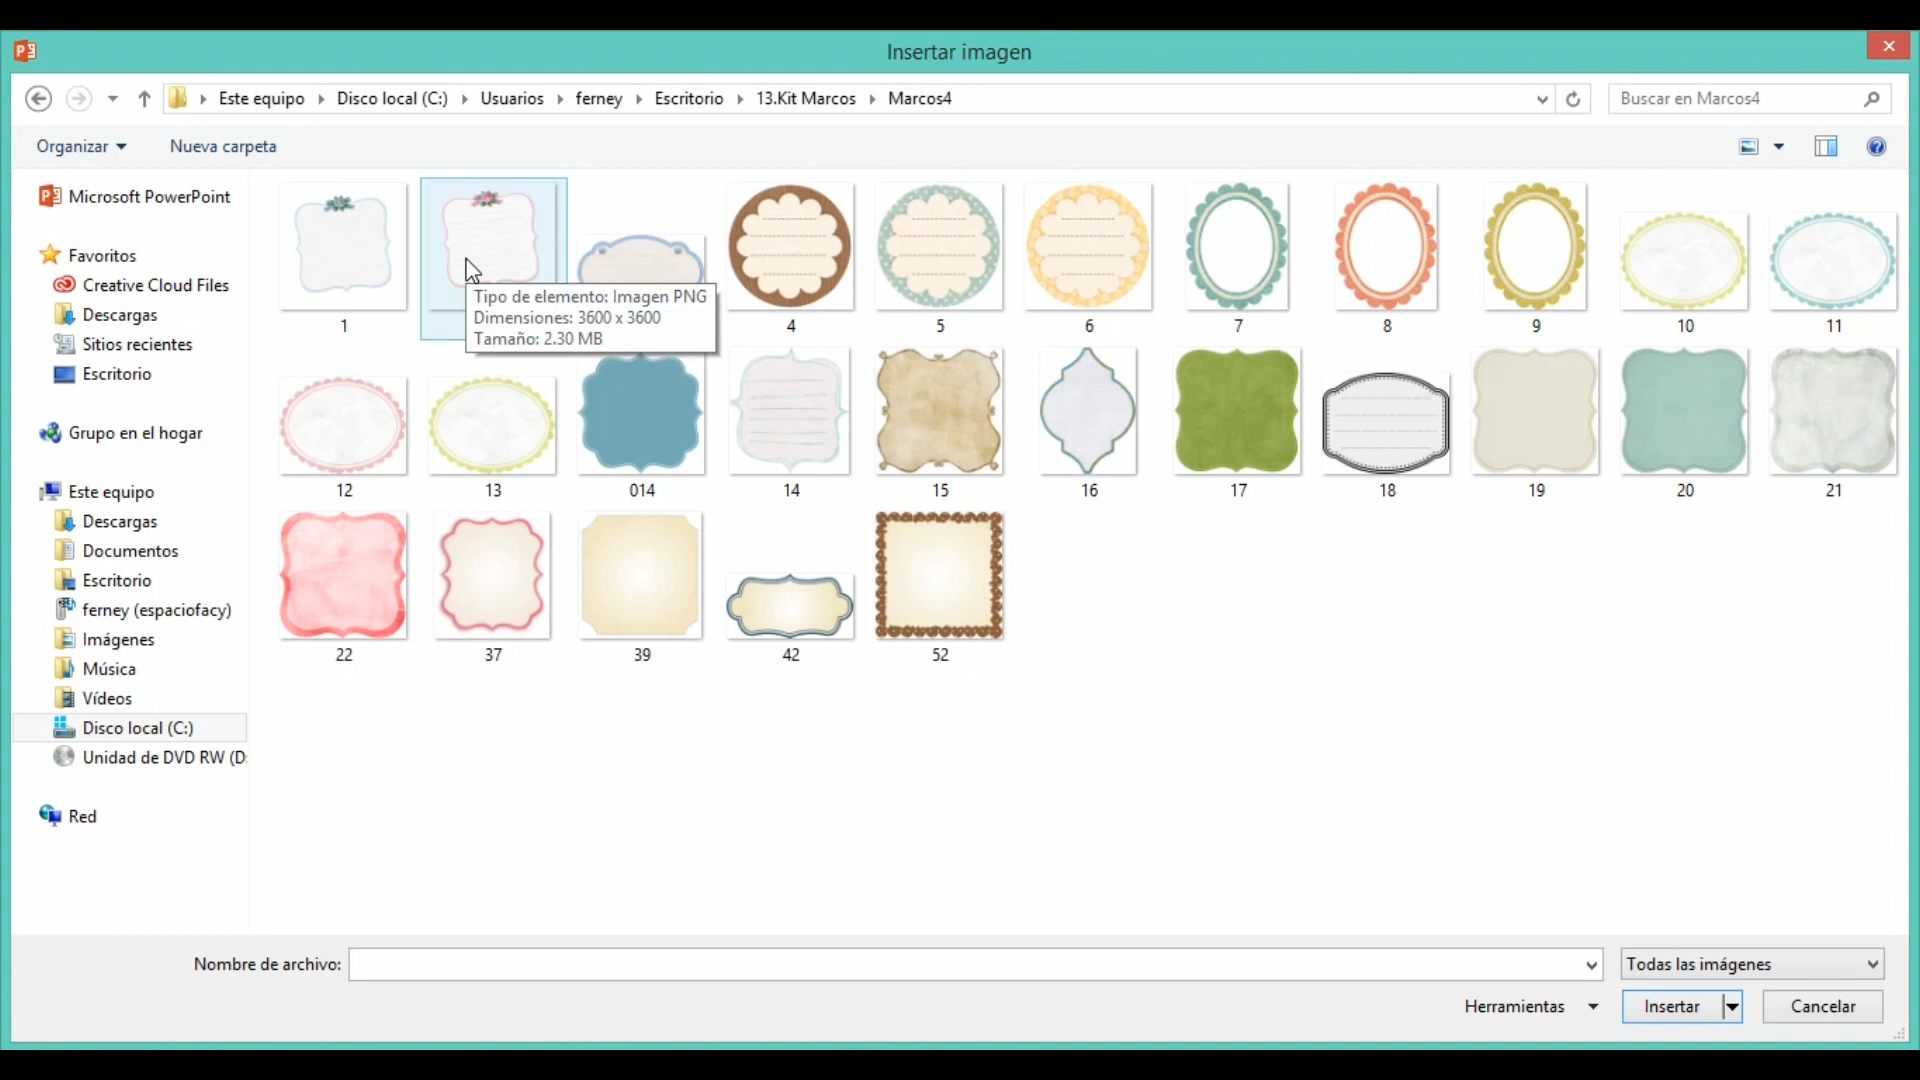 Insertar imagen
Este equipo Disco local (C:) Usuarios ferney Escritorio 13.Kit Marcos Marcos4
Buscar en Marcos4
Organizar
Nueva carpeta
Microsoft PowerPoint
Favoritos
Creative Cloud Files
Descargas
Sitios recientes
Escritorio
Grupo en el hogar
Este equipo
Descargas
Documentos
Escritorio
ferney (espaciofacy)
Imágenes
Música
Vídeos
Disco local (C:)
Unidad de DVD RW (D:
Red
1
4
5
6
7
8
9
10
11
Tipo de elemento: Imagen PNG
Dimensiones: 3600 x 3600
Tamaño: 2.30 MB
12
13
014
14
15
16
17
18
19
20
21
22
37
39
42
52
Nombre de archivo:
Todas las imágenes
Herramientas
Insertar
Cancelar